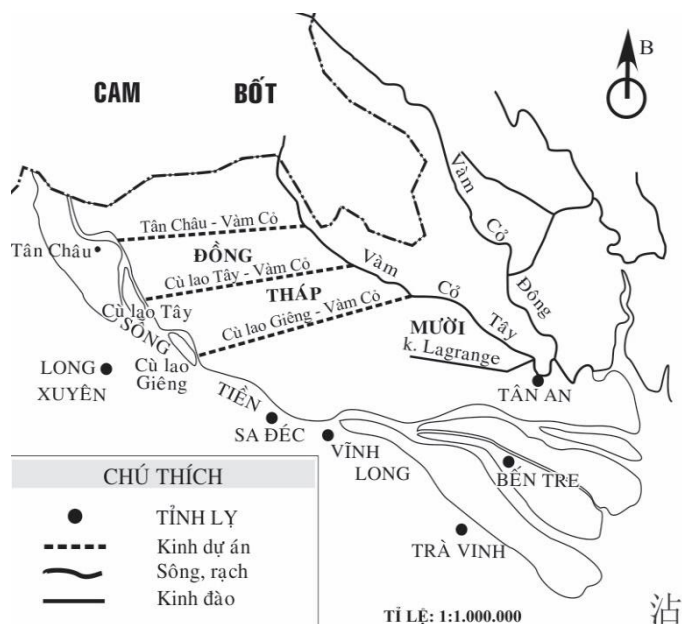 B
CAM BỐT
Vàm Cỏ Đông
Tân Châu - Vàm Cỏ
Tân Châu
ĐỒNG
Vàm Cỏ Tây
Cù lao Tây - Vàm Cỏ
THÁP
Cù lao Tây
Cù lao Giêng - Vàm Cỏ
MƯỜI
SÔNG TIỀN
k. Lagrange
Cù lao
Giêng
LONG
XUYÊN
TÂN AN
SA ĐÉC
VĨNH
LONG
BẾN TRE
TRÀ VINH
CHÚ THÍCH
TỈNH LỴ
Kinh dự án
Sông, rạch
Kinh đào
TỈ LỆ: 1:1.000.000
沾